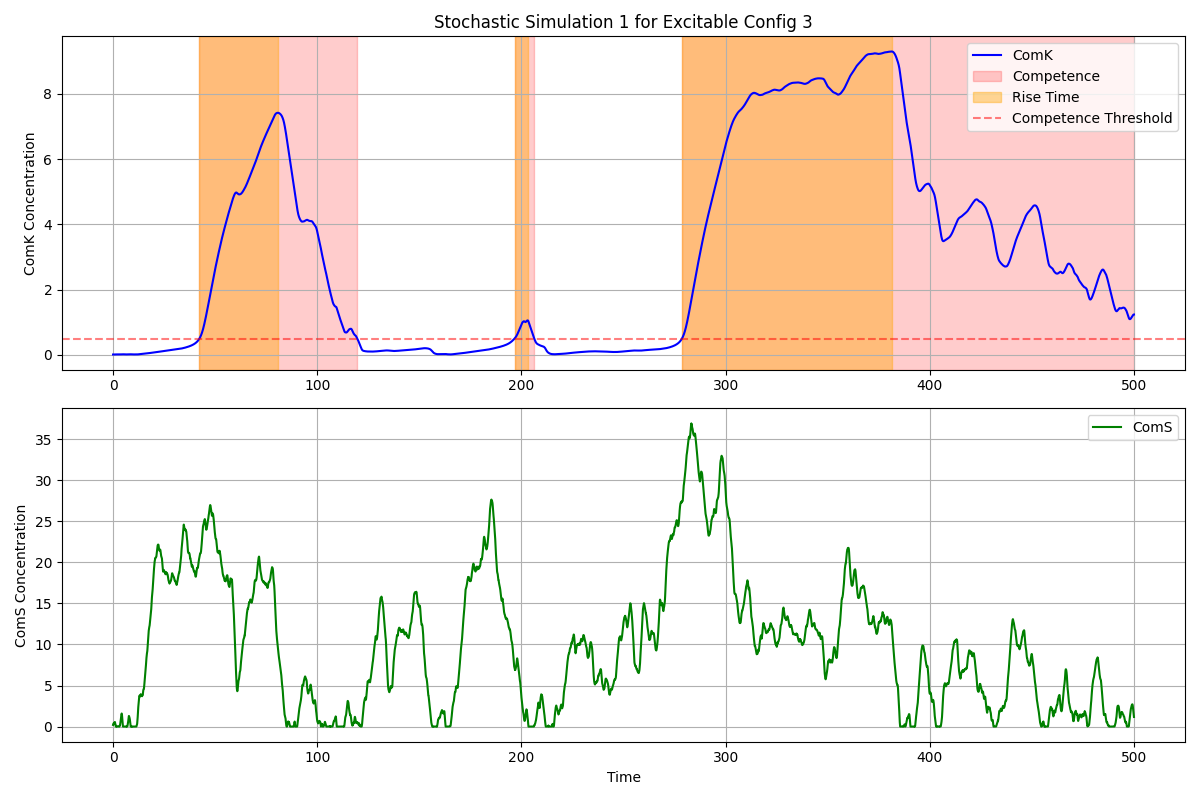 Stochastic Simulation 1 for Excitable Config 3
ComK Concentration
8
6
4
2
0
0 100 200 300 400 500
ComK
Competence
Rise Time
Competence Threshold
ComS Concentration
35
30
25
20
15
10
5
0
0 100 200 300 400 500
ComS
Time